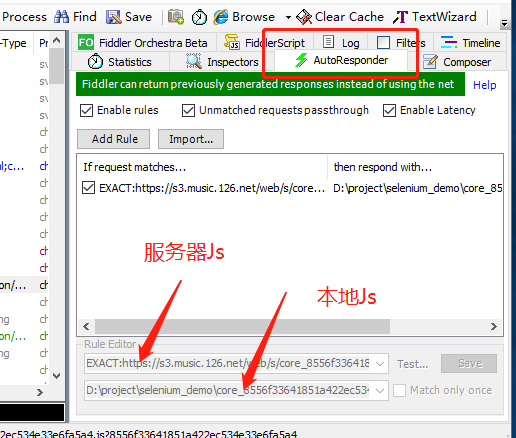 Process Find Save Browse Clear Cache TextWizard
-Type Pr FO Fiddler Orchestra Beta FiddlerScript Log Filters Timeline
Statistics Inspectors AutoResponder Composer
Fiddler can return previously generated responses instead of using the net Help
Enable rules Unmatched requests passthrough Enable Latency
Add Rule Import...
If request matches... then respond with...
EXACT:https://s3.music.126.net/web/s/core... D:\project\selenium_demo\core_85
服务器Js
本地Js
Rule Editor
EXACT:https://s3.music.126.net/web/s/core_8556f336418 Test... Save
D:\project\selenium_demo\core_8556f33641851a422ec534 Match only once
ec534e33e6fa5a4.js?8556f33641851a422ec534e33e6fa5a4